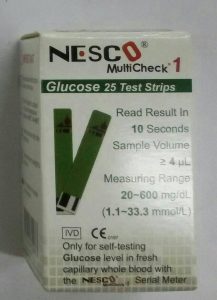 NESCO®
MultiCheck 1
Glucose 25 Test Strips
Read Result In
10 Seconds
Sample Volume
≥ 4 µL
Measuring Range
20~600 mg/dL
(1.1~33.3 mmol/L)
IVD CE
Only for self-testing
Glucose level in fresh
capillary whole blood with
the NESCO Serial Meter